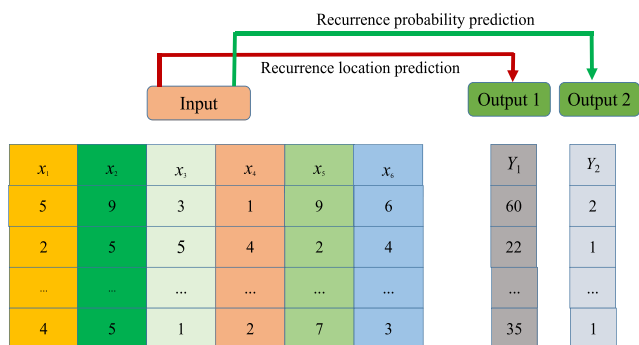 Recurrence probability prediction
Recurrence location prediction
Input Output 1 Output 2
x₁ x₂ x₃ x₄ x₅ x₆ Y₁ Y₂
5 9 3 1 9 6 60 2
2 5 5 4 2 4 22 1
... ... ... ... ... ... ... ...
4 5 1 2 7 3 35 1